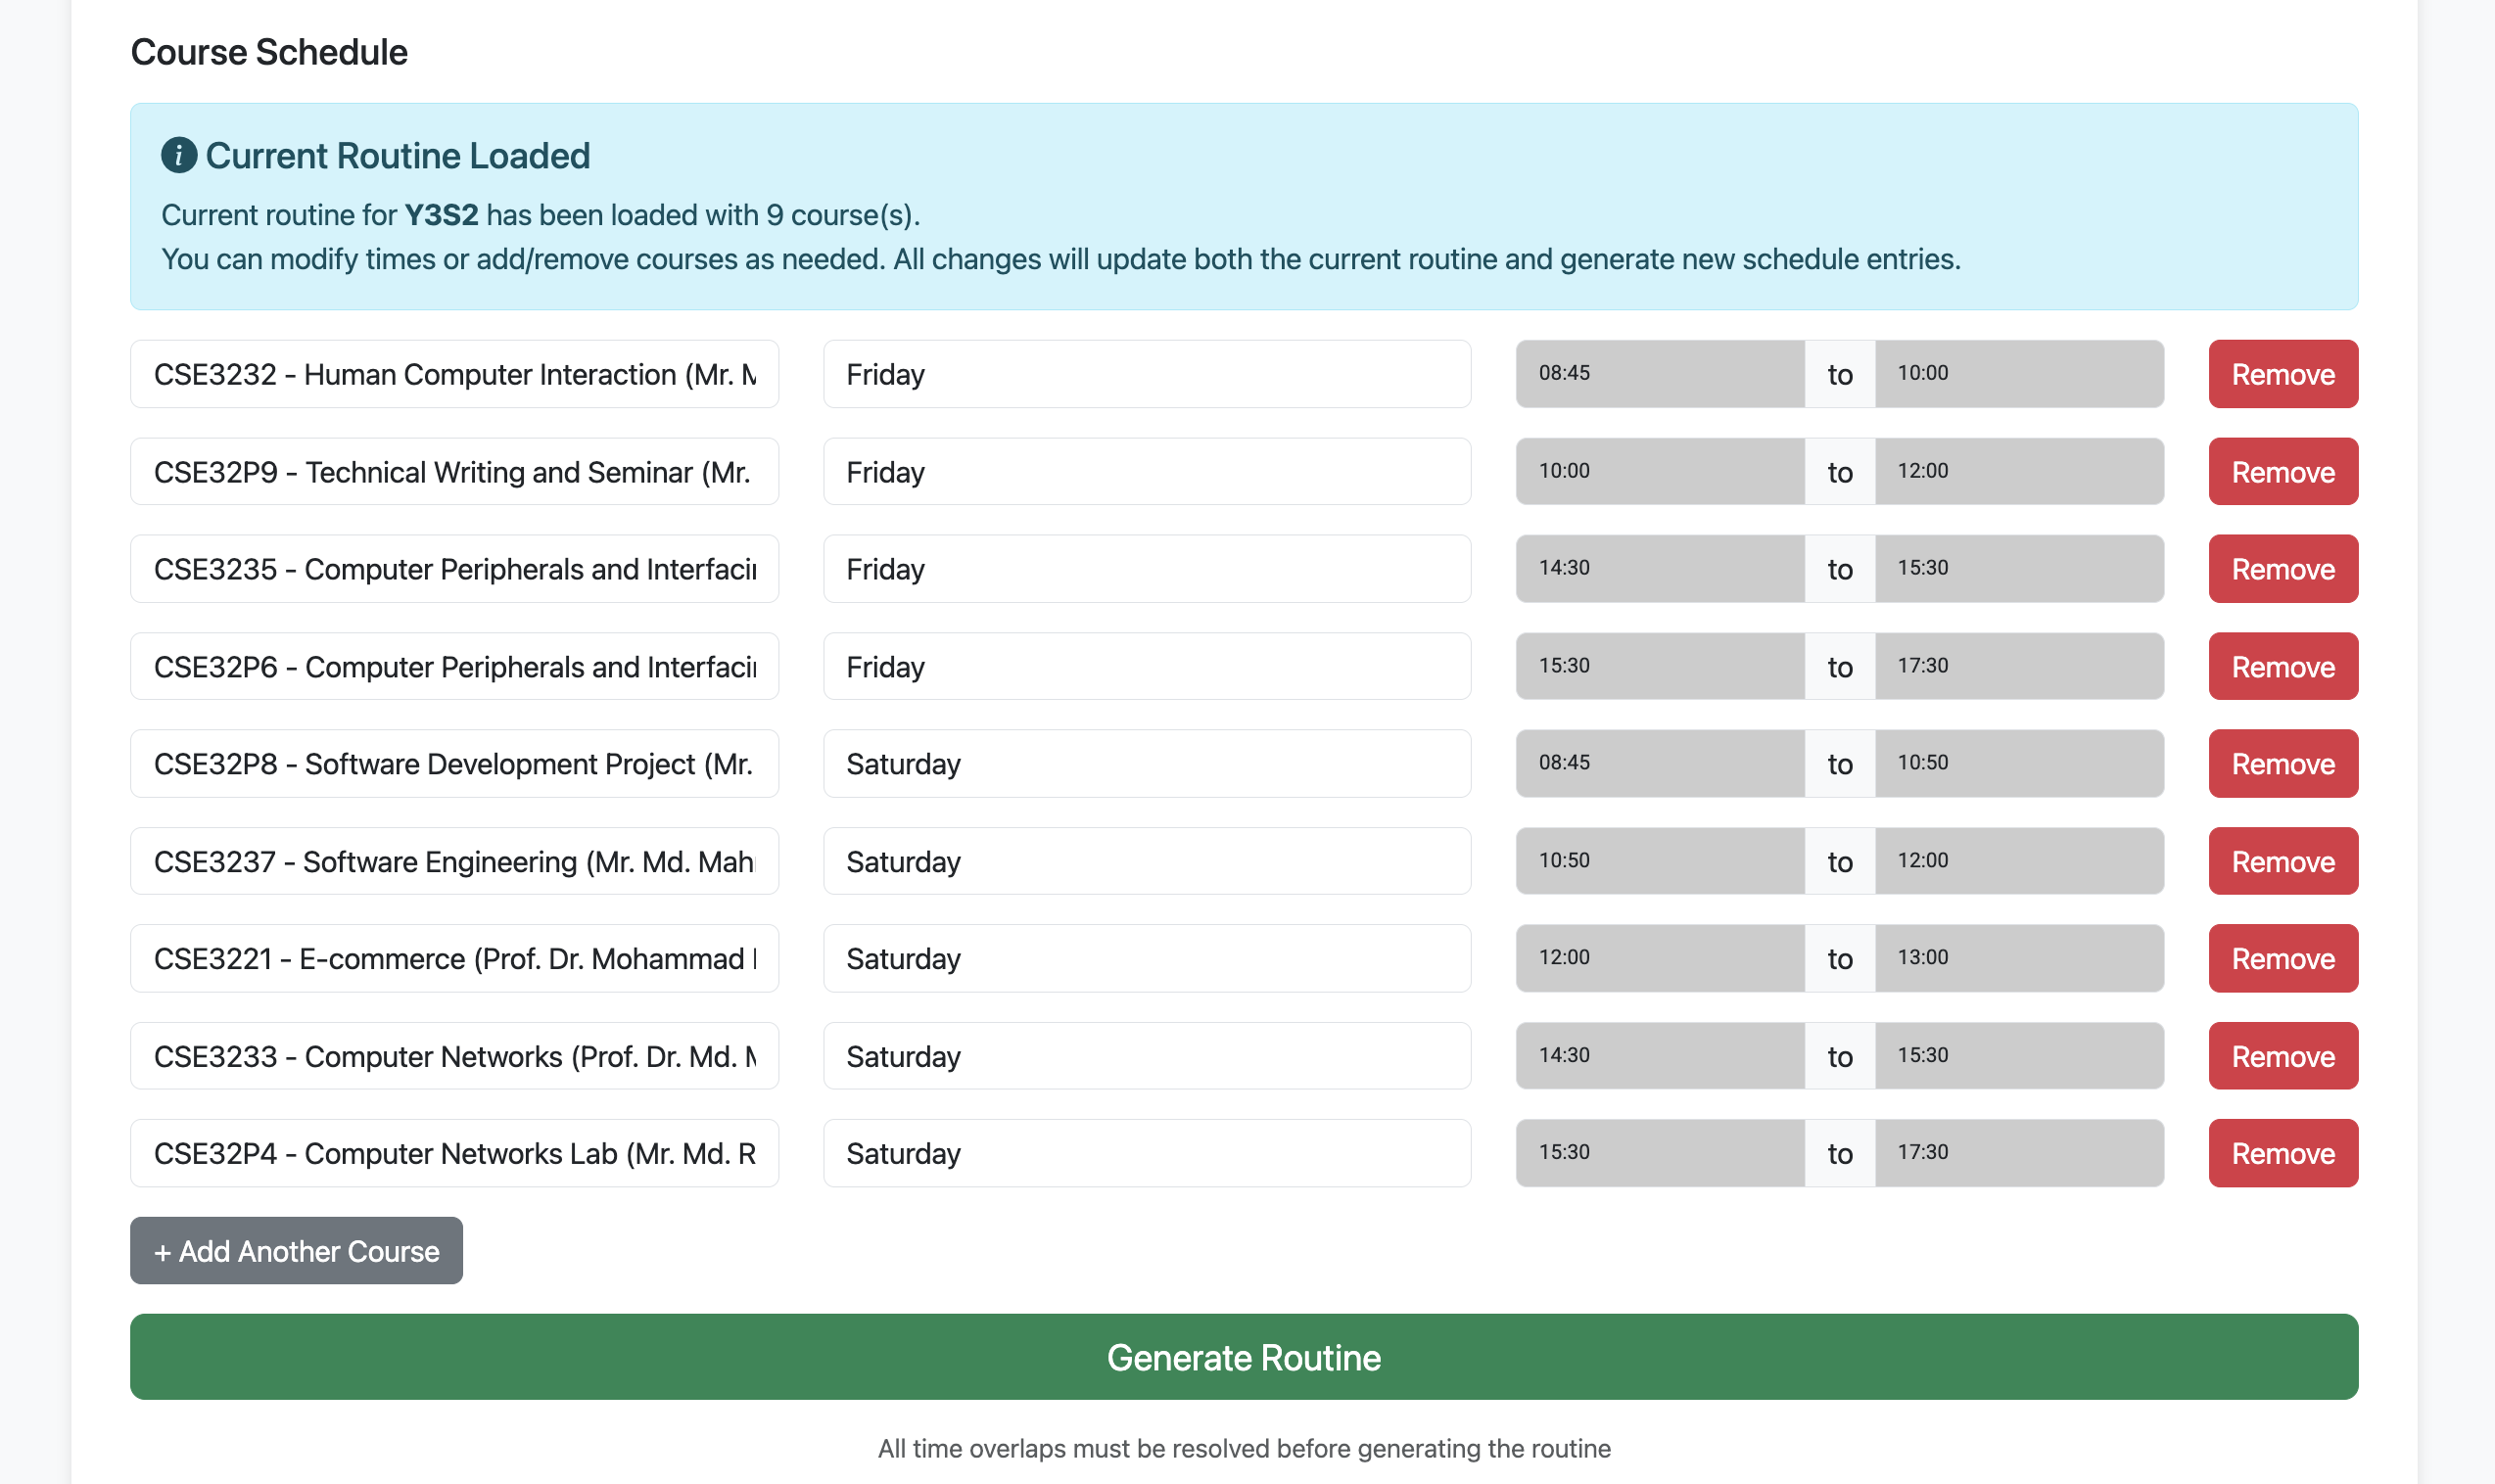 Course Schedule
Current Routine Loaded
Current routine for Y3S2 has been loaded with 9 course(s).
You can modify times or add/remove courses as needed. All changes will update both the current routine and generate new schedule entries.
CSE3232 - Human Computer Interaction (Mr. Friday 08:45 to 10:00 Remove
CSE32P9 - Technical Writing and Seminar (Mr. Friday 10:00 to 12:00 Remove
CSE3235 - Computer Peripherals and Friday 14:30 to 15:30 Remove
CSE32P6 - Computer Peripherals and Friday 15:30 to 17:30 Remove
CSE32P8 - Software Development Project (Mr. Saturday 08:45 to 10:50 Remove
CSE3237 - Software Engineering (Mr. Md. Mah Saturday 10:50 to 12:00 Remove
CSE3221 - E-commerce (Prof. Dr. Mohammad Saturday 12:00 to 13:00 Remove
CSE3233 - Computer Networks (Prof. Dr. Md. Saturday 14:30 to 15:30 Remove
CSE32P4 - Computer Networks Lab (Mr. Md. R Saturday 15:30 to 17:30 Remove
+ Add Another Course
Generate Routine
All time overlaps must be resolved before generating the routine